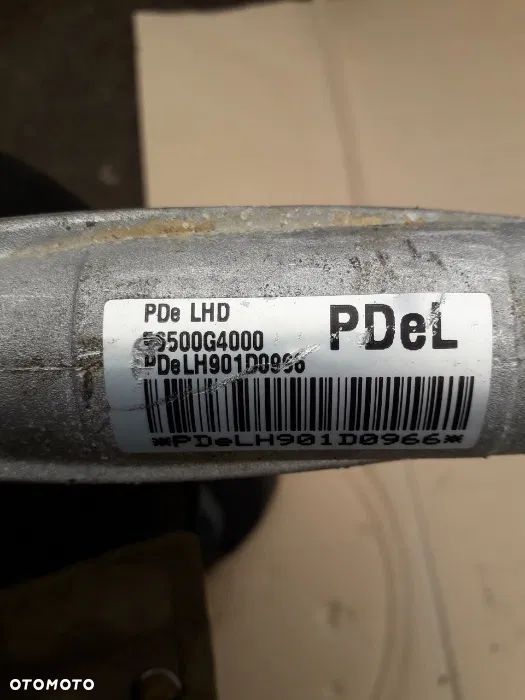 PDe LHD
PDeL
56500G4000
PDeLH901D0966
*PDeLH901D0966*
OTOMOTO